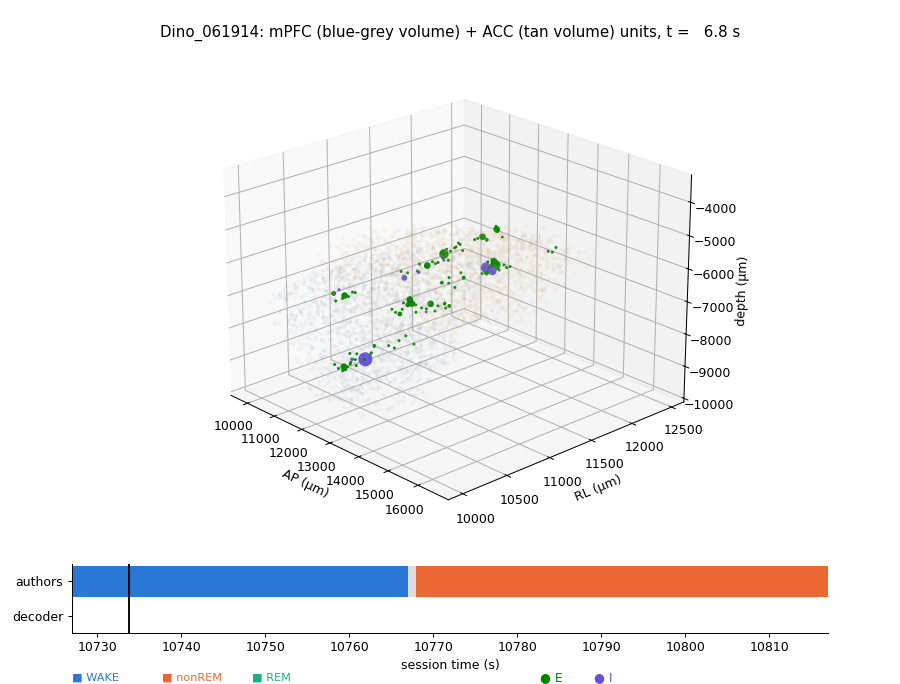 Dino_061914: mPFC (blue-grey volume) + ACC (tan volume) units, t =   6.8 s
−4000
−5000
−6000
−7000
−8000
−9000
−10000
depth (μm)
10000
11000
12000
13000
14000
15000
16000
AP (μm)
10000
10500
11000
11500
12000
12500
RL (μm)
authors
decoder
10730 10740 10750 10760 10770 10780 10790 10800 10810
session time (s)
WAKE nonREM REM E I